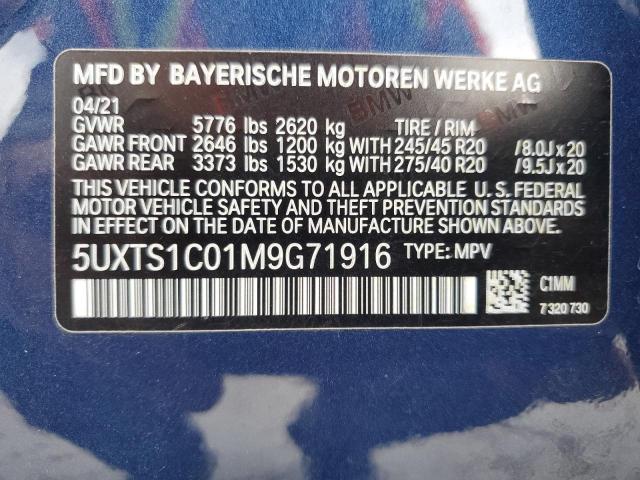 MFD BY BAYERISCHE MOTOREN WERKE AG
04/21
GVWR 5776 lbs 2620 kg TIRE / RIM
GAWR FRONT 2646 lbs 1200 kg WITH 245/45 R20 /8.0J x 20
GAWR REAR 3373 lbs 1530 kg WITH 275/40 R20 /9.5J x 20
THIS VEHICLE CONFORMS TO ALL APPLICABLE U. S. FEDERAL
MOTOR VEHICLE SAFETY AND THEFT PREVENTION STANDARDS
IN EFFECTS ON THE DATE OF MANUFACTURE SHOWN ABOVE.
5UXTS1C01M9G71916 TYPE: MPV
C1MM
7 320 730
BMW